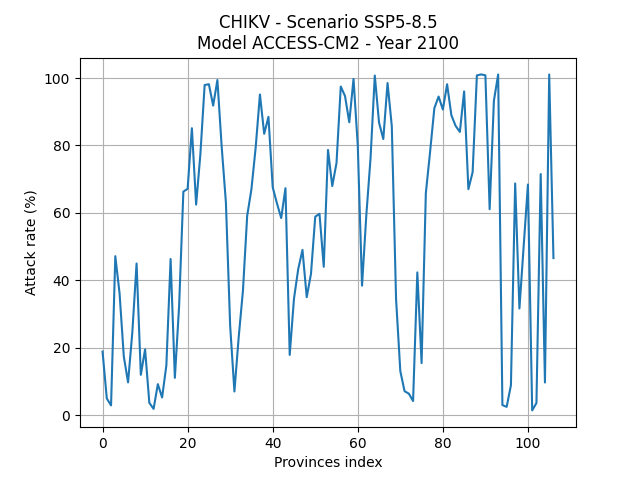 CHIKV - Scenario SSP5-8.5
Model ACCESS-CM2 - Year 2100
Attack rate (%)
100
80
60
40
20
0
0 20 40 60 80 100
Provinces index